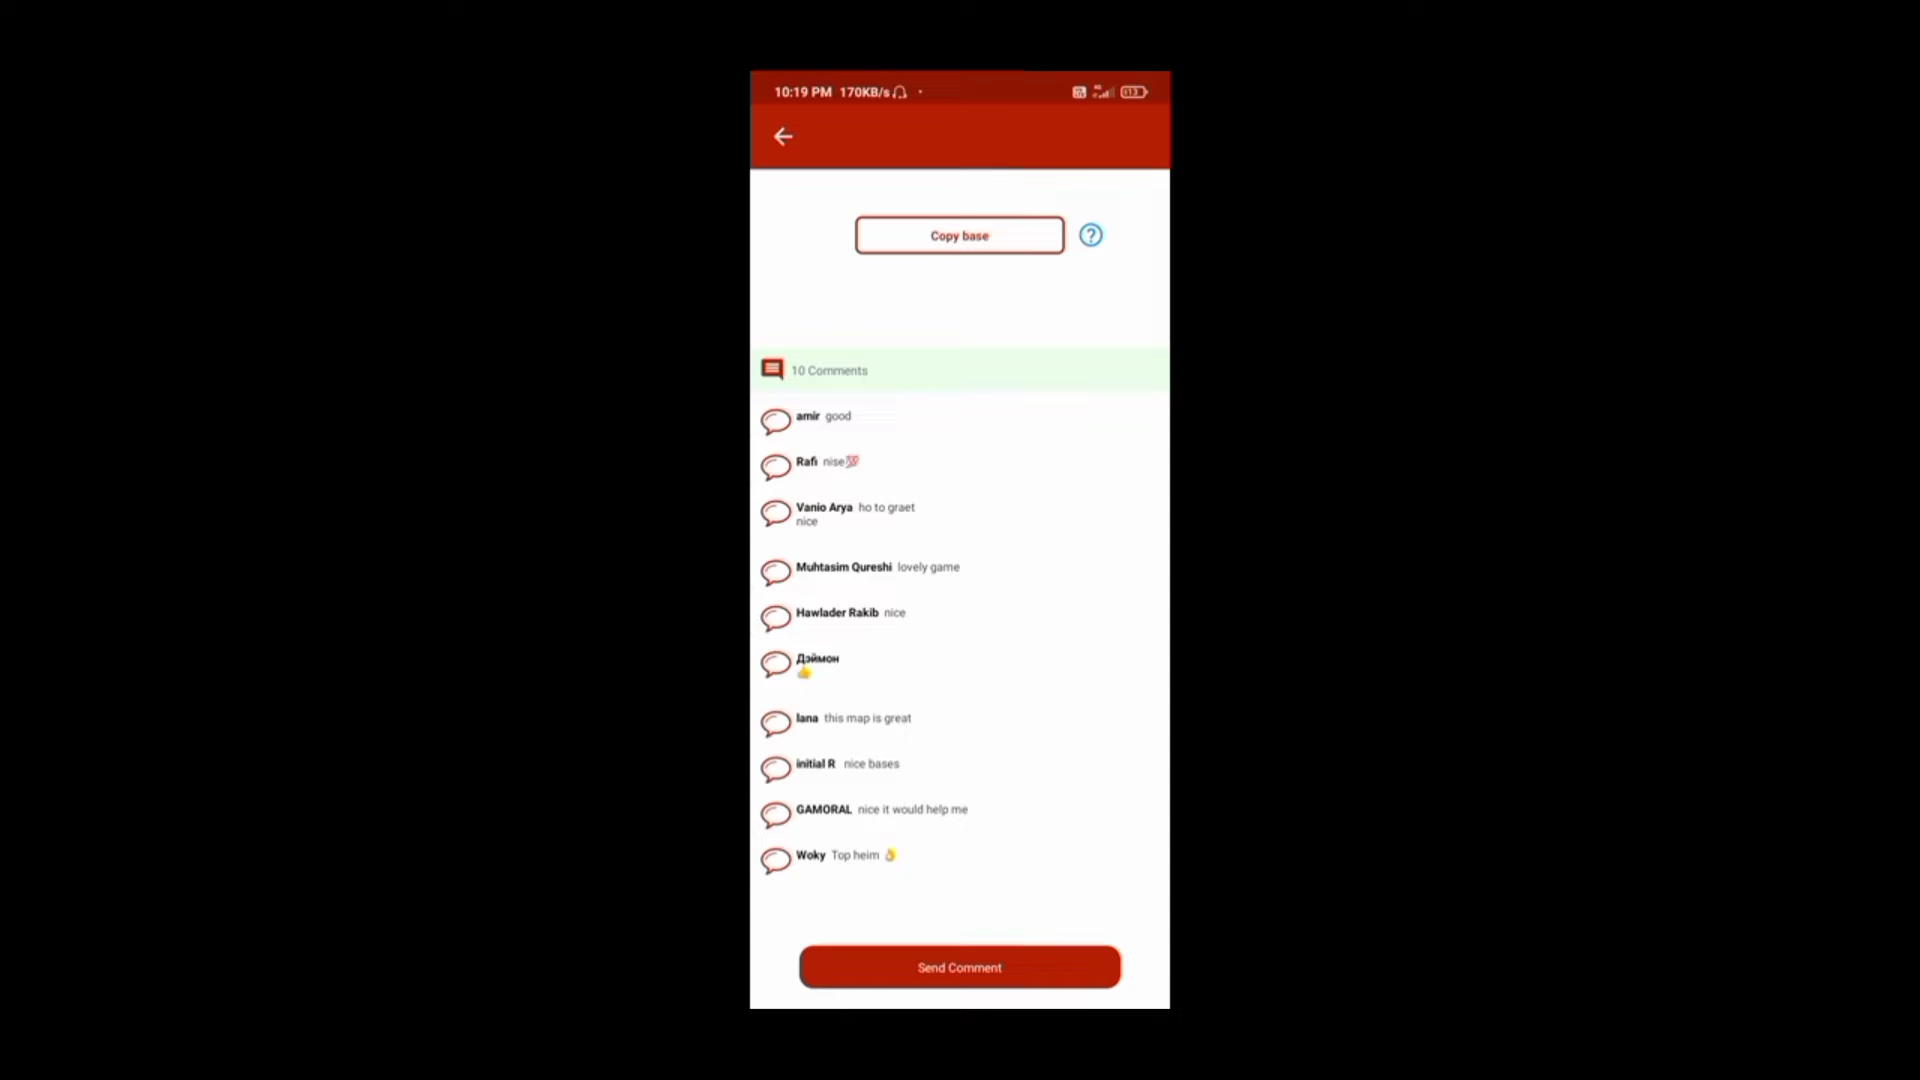 10:19 PM 170KB/s
13
Copy base
?
10 Comments
amir good
Rafi nise💯
Vanio Arya ho to graet
nice
Muhtasim Qureshi lovely game
Hawlader Rakib nice
Дэймон
👍
lana this map is great
initial R nice bases
GAMORAL nice it would help me
Woky Top heim 👌
Send Comment